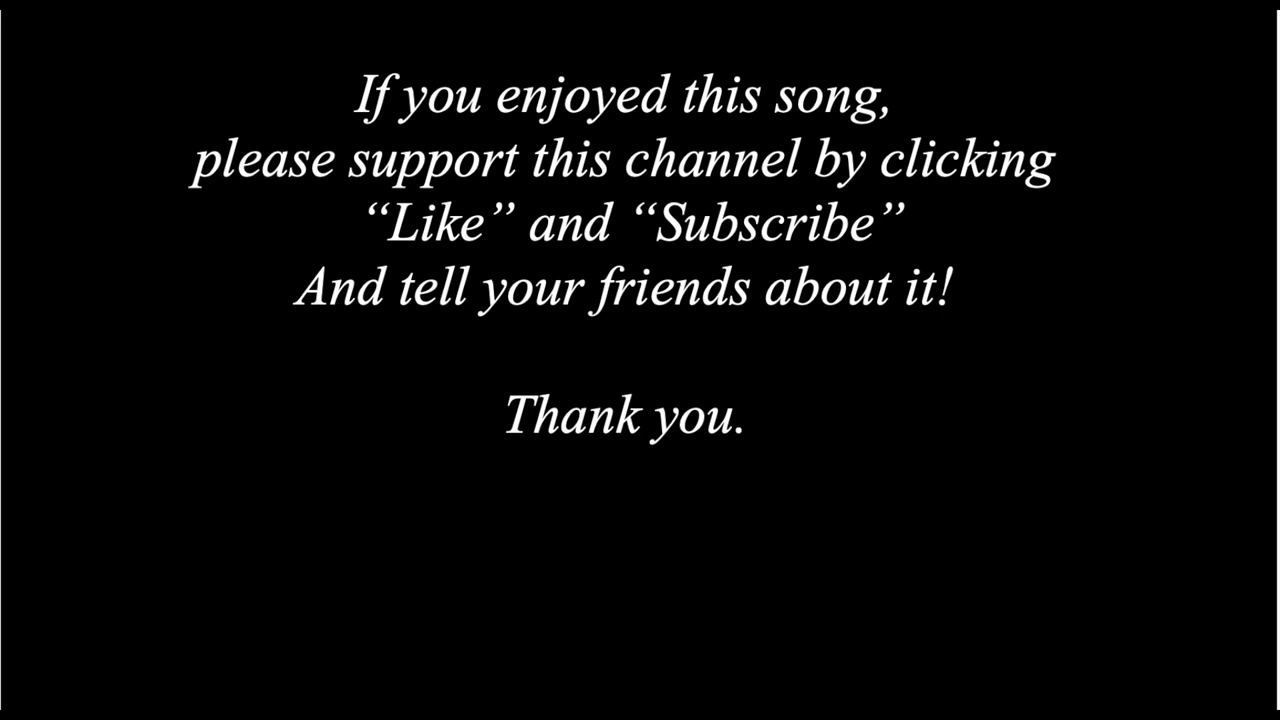 If you enjoyed this song,
please support this channel by clicking
“Like” and “Subscribe”
And tell your friends about it!
Thank you.